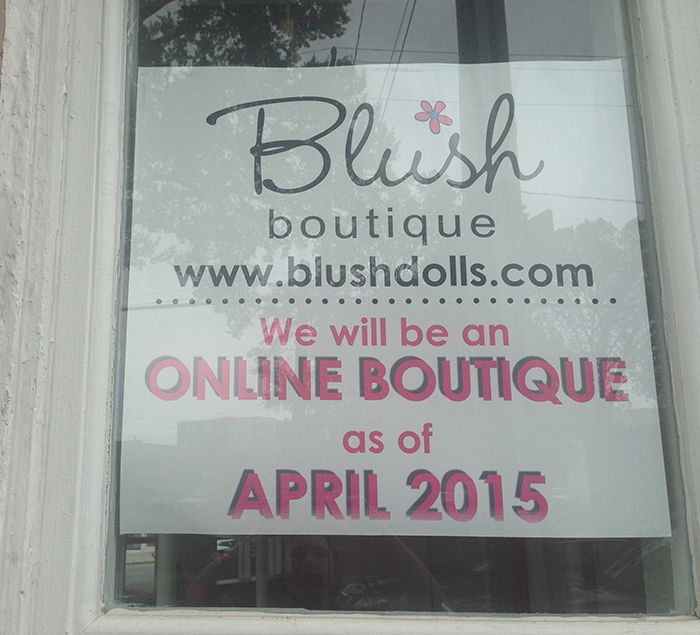 Blush
boutique
www.blushdolls.com
We will be an
ONLINE BOUTIQUE
as of
APRIL 2015